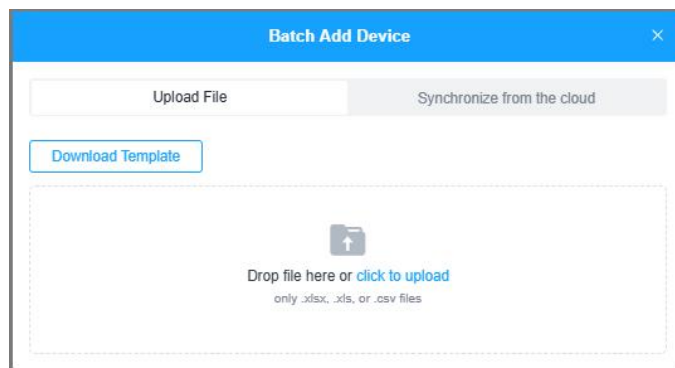 Batch Add Device
Upload File
Synchronize from the cloud
Download Template
Drop file here or click to upload
only .xlsx, .xls, or .csv files